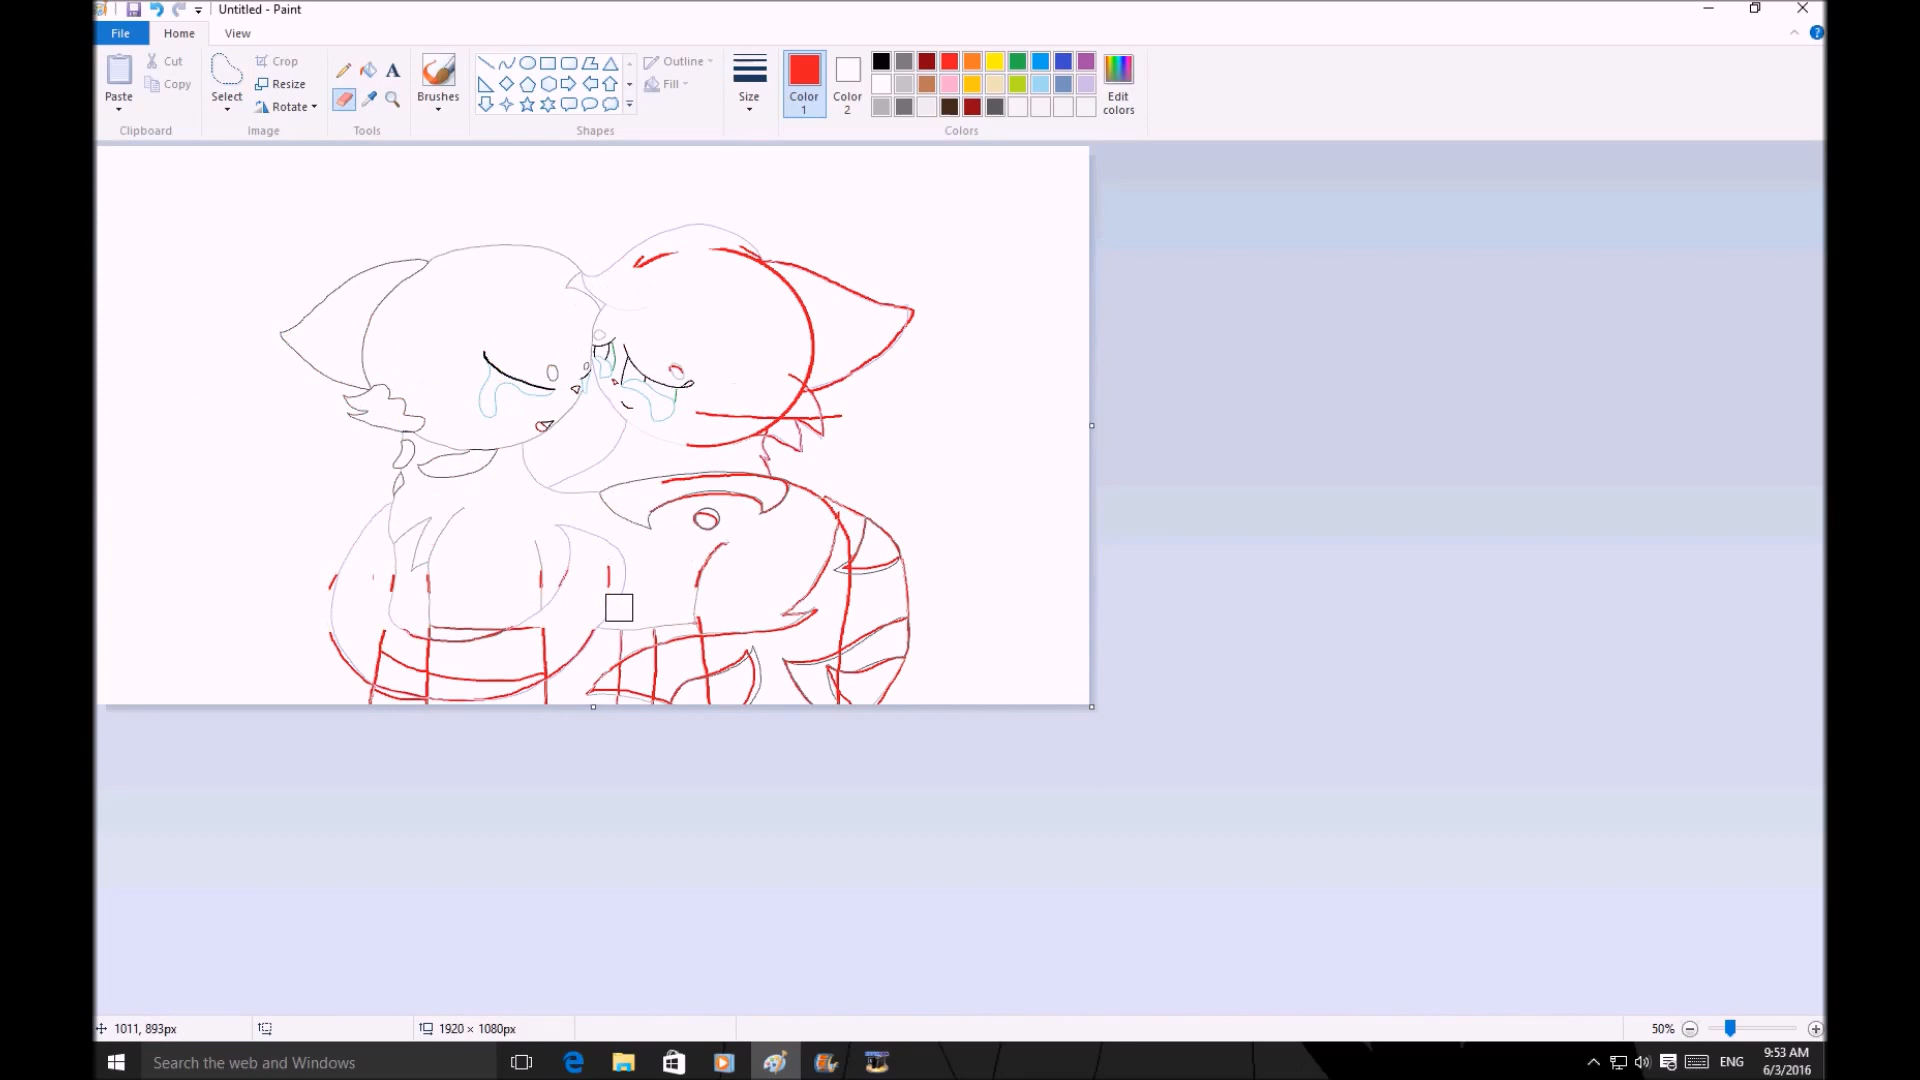 Untitled - Paint
File Home View
Paste
Cut
Copy
Clipboard
Select
Crop
Resize
Rotate
Image
A
Tools
Brushes
Outline
Fill
Shapes
Size
Color 1
Color 2
Edit colors
Colors
1011, 893px
1920 × 1080px
50%
Search the web and Windows
ENG
9:53 AM
6/3/2016